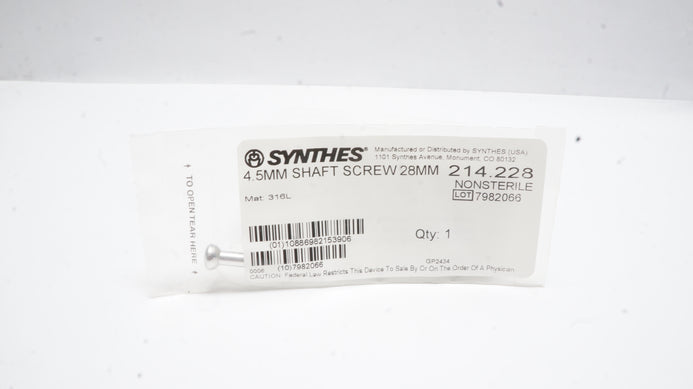 SYNTHES®
Manufactured or Distributed by SYNTHES (USA)
1101 Synthes Avenue, Monument, CO 80132
4.5MM SHAFT SCREW 28MM 214.228
NONSTERILE
Mat: 316L
LOT 7982066
Qty: 1
(01)10886982153906
(10)7982066
0006
GP2434
CAUTION: Federal Law Restricts This Device To Sale By Or On The Order Of A Physician.
TO OPEN TEAR HERE